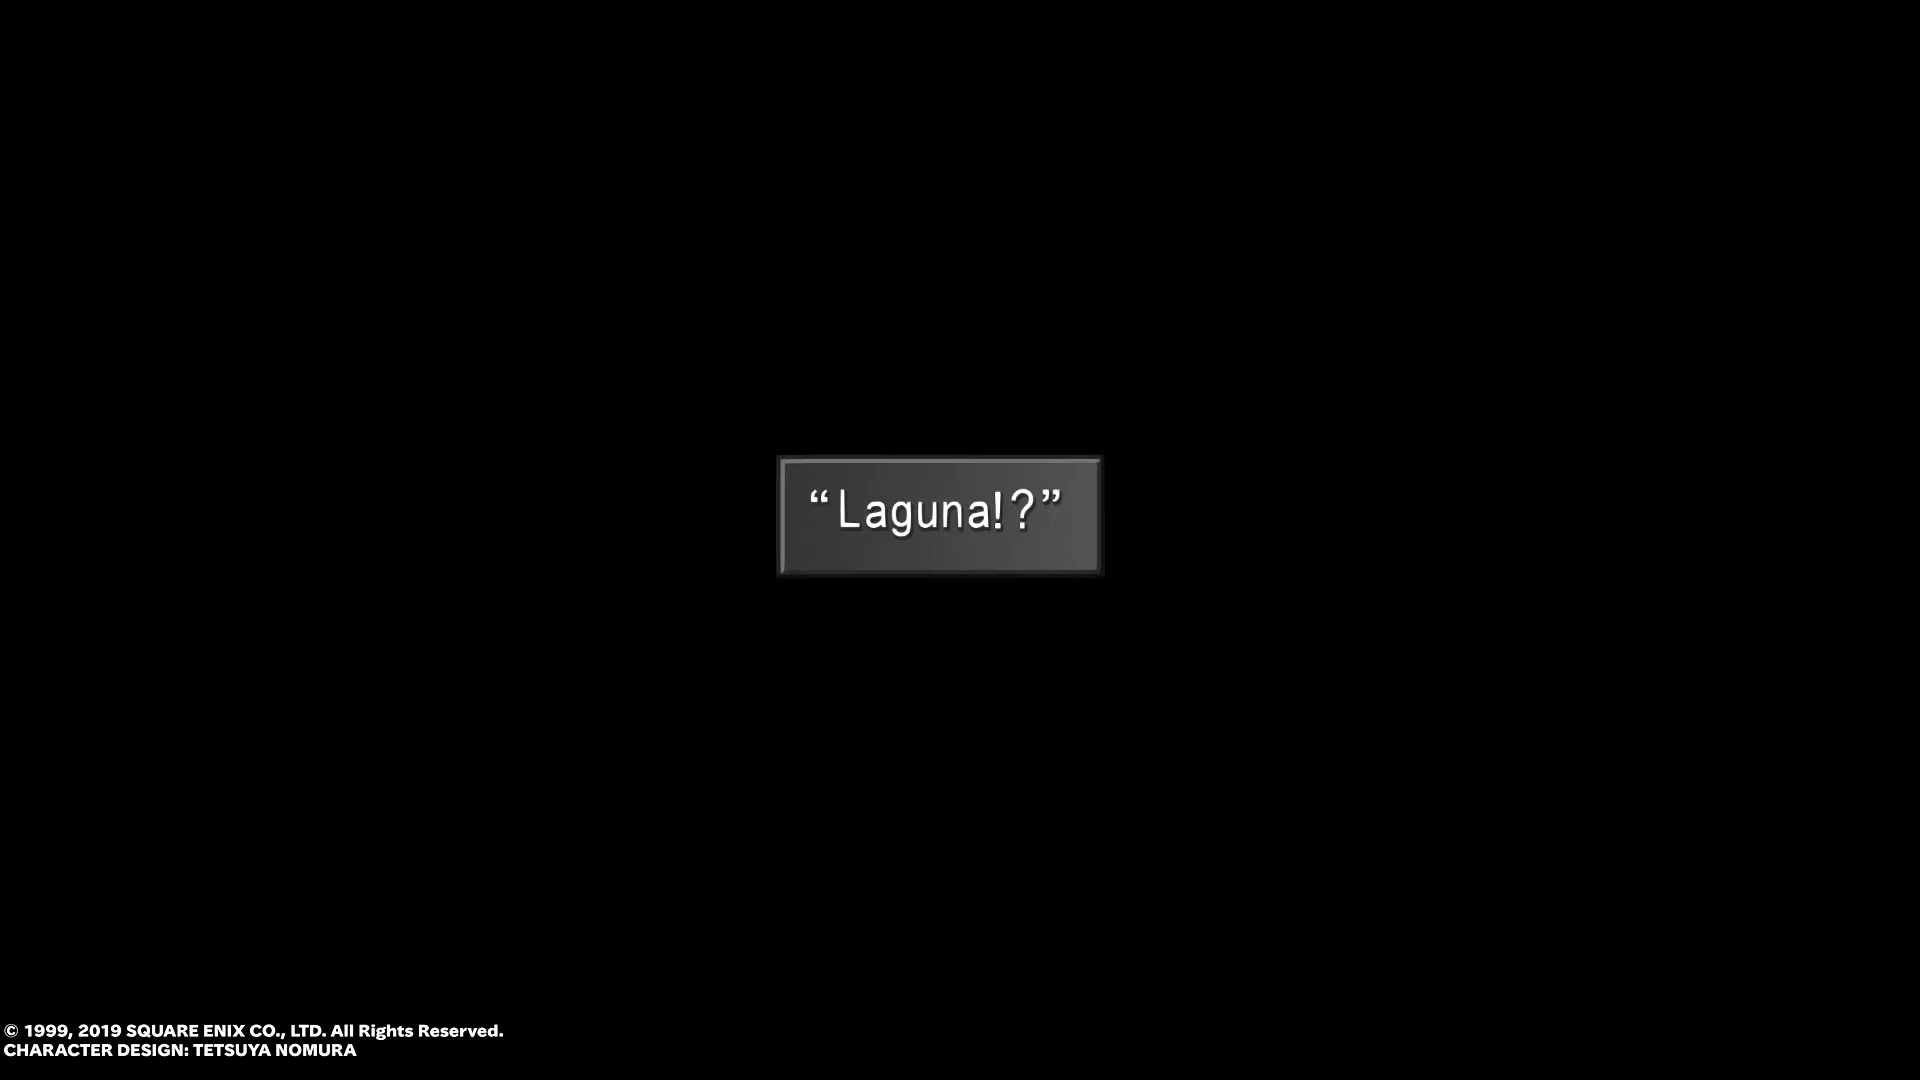 “Laguna!?”
© 1999, 2019 SQUARE ENIX CO., LTD. All Rights Reserved.
CHARACTER DESIGN: TETSUYA NOMURA